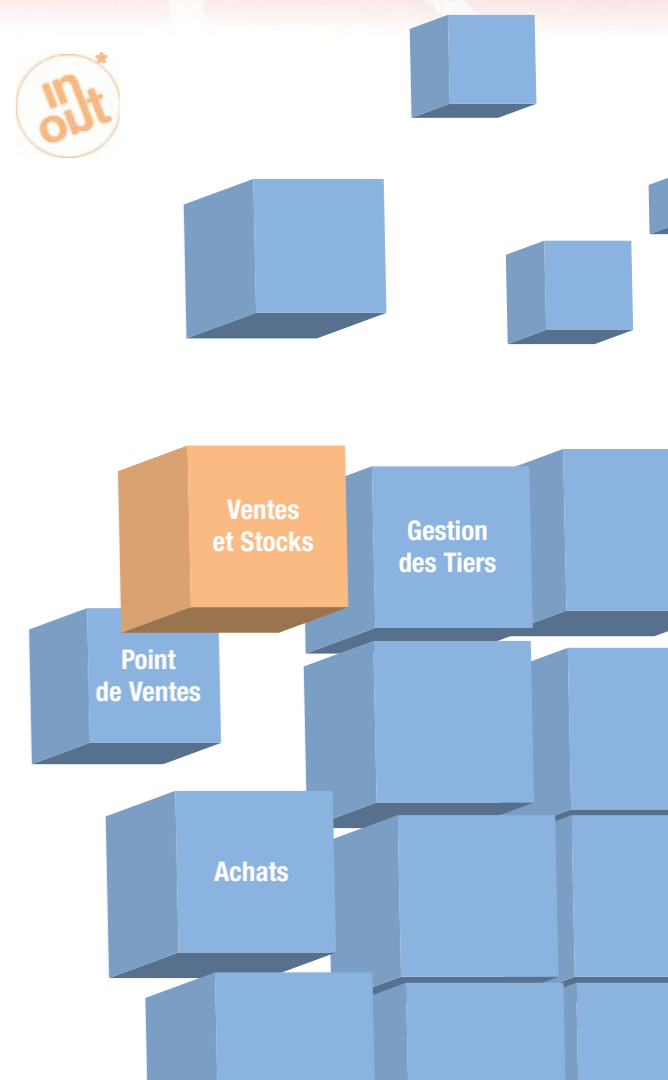 in
out
*
Ventes
et Stocks
Gestion
des Tiers
Point
de Ventes
Achats